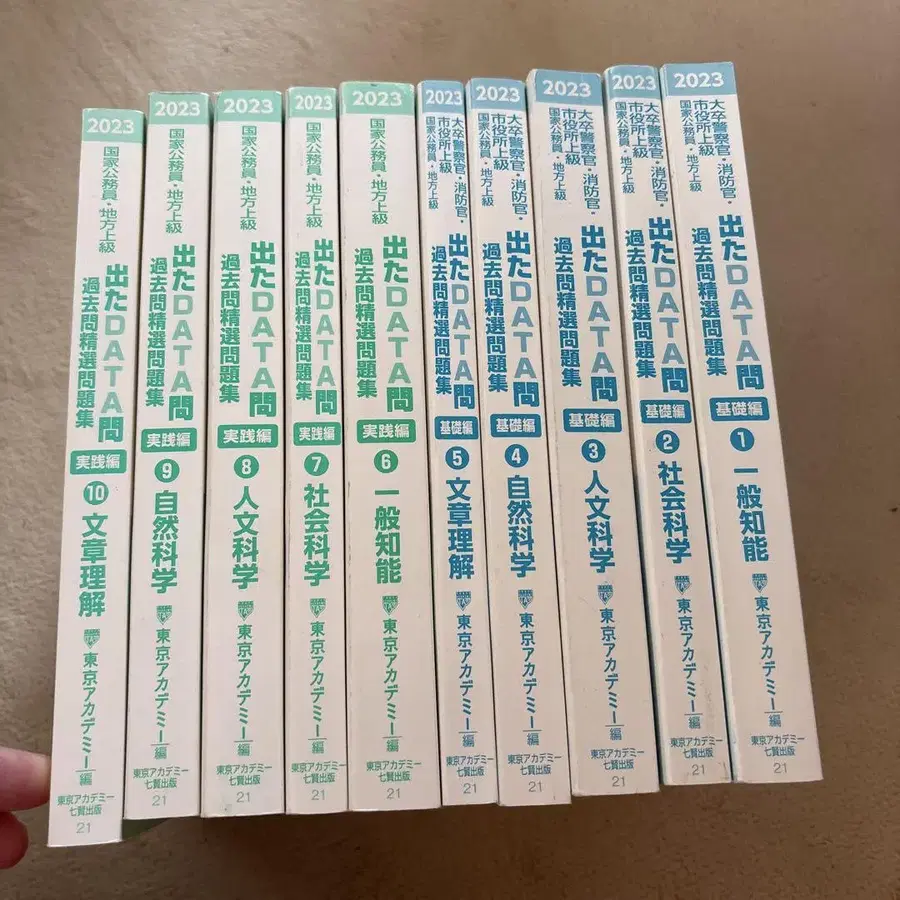 2023
大卒警察官・消防官・
市役所上級
国家公務員・地方上級
出たDATA問
過去問精選問題集
基礎編
1 一般知能
東京アカデミー編
東京アカデミー
七賢出版
21
2023
大卒警察官・消防官・
市役所上級
国家公務員・地方上級
出たDATA問
過去問精選問題集
基礎編
2 社会科学
東京アカデミー編
東京アカデミー
七賢出版
21
2023
大卒警察官・消防官・
市役所上級
国家公務員・地方上級
出たDATA問
過去問精選問題集
基礎編
3 人文科学
東京アカデミー編
東京アカデミー
七賢出版
21
2023
大卒警察官・消防官・
市役所上級
国家公務員・地方上級
出たDATA問
過去問精選問題集
基礎編
4 自然科学
東京アカデミー編
東京アカデミー
七賢出版
21
2023
大卒警察官・消防官・
市役所上級
国家公務員・地方上級
出たDATA問
過去問精選問題集
基礎編
5 文章理解
東京アカデミー編
東京アカデミー
七賢出版
21
2023
国家公務員・地方上級
出たDATA問
過去問精選問題集
実践編
6 一般知能
東京アカデミー編
東京アカデミー
七賢出版
21
2023
国家公務員・地方上級
出たDATA問
過去問精選問題集
実践編
7 社会科学
東京アカデミー編
東京アカデミー
七賢出版
21
2023
国家公務員・地方上級
出たDATA問
過去問精選問題集
実践編
8 人文科学
東京アカデミー編
東京アカデミー
七賢出版
21
2023
国家公務員・地方上級
出たDATA問
過去問精選問題集
実践編
9 自然科学
東京アカデミー編
東京アカデミー
七賢出版
21
2023
国家公務員・地方上級
出たDATA問
過去問精選問題集
実践編
10 文章理解
東京アカデミー編
東京アカデミー
七賢出版
21